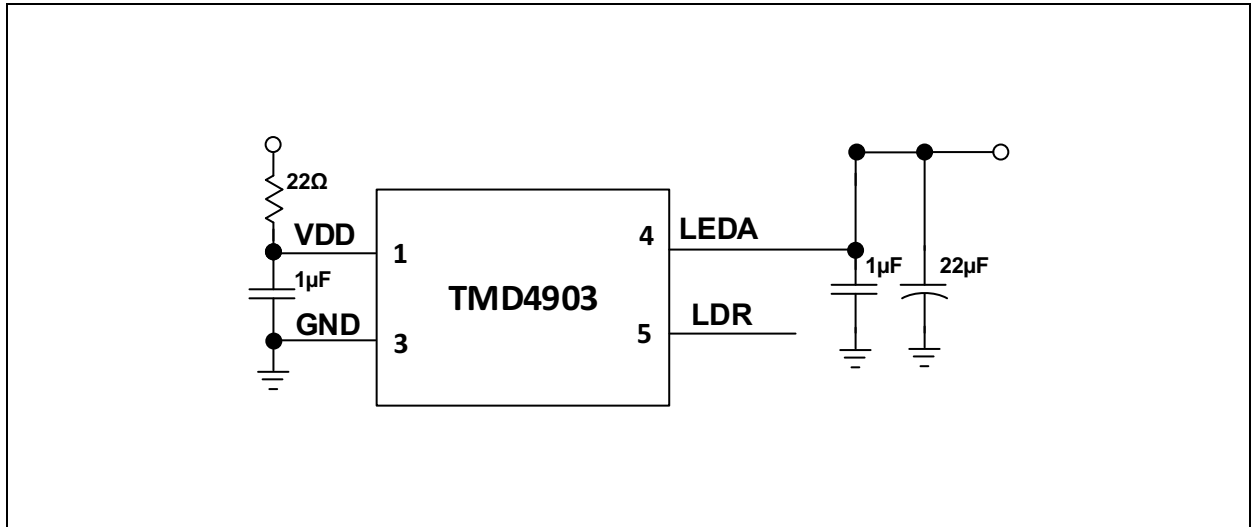 22Ω
VDD
1
1μF
GND
3
TMD4903
4
LEDA
5
LDR
1μF
22μF